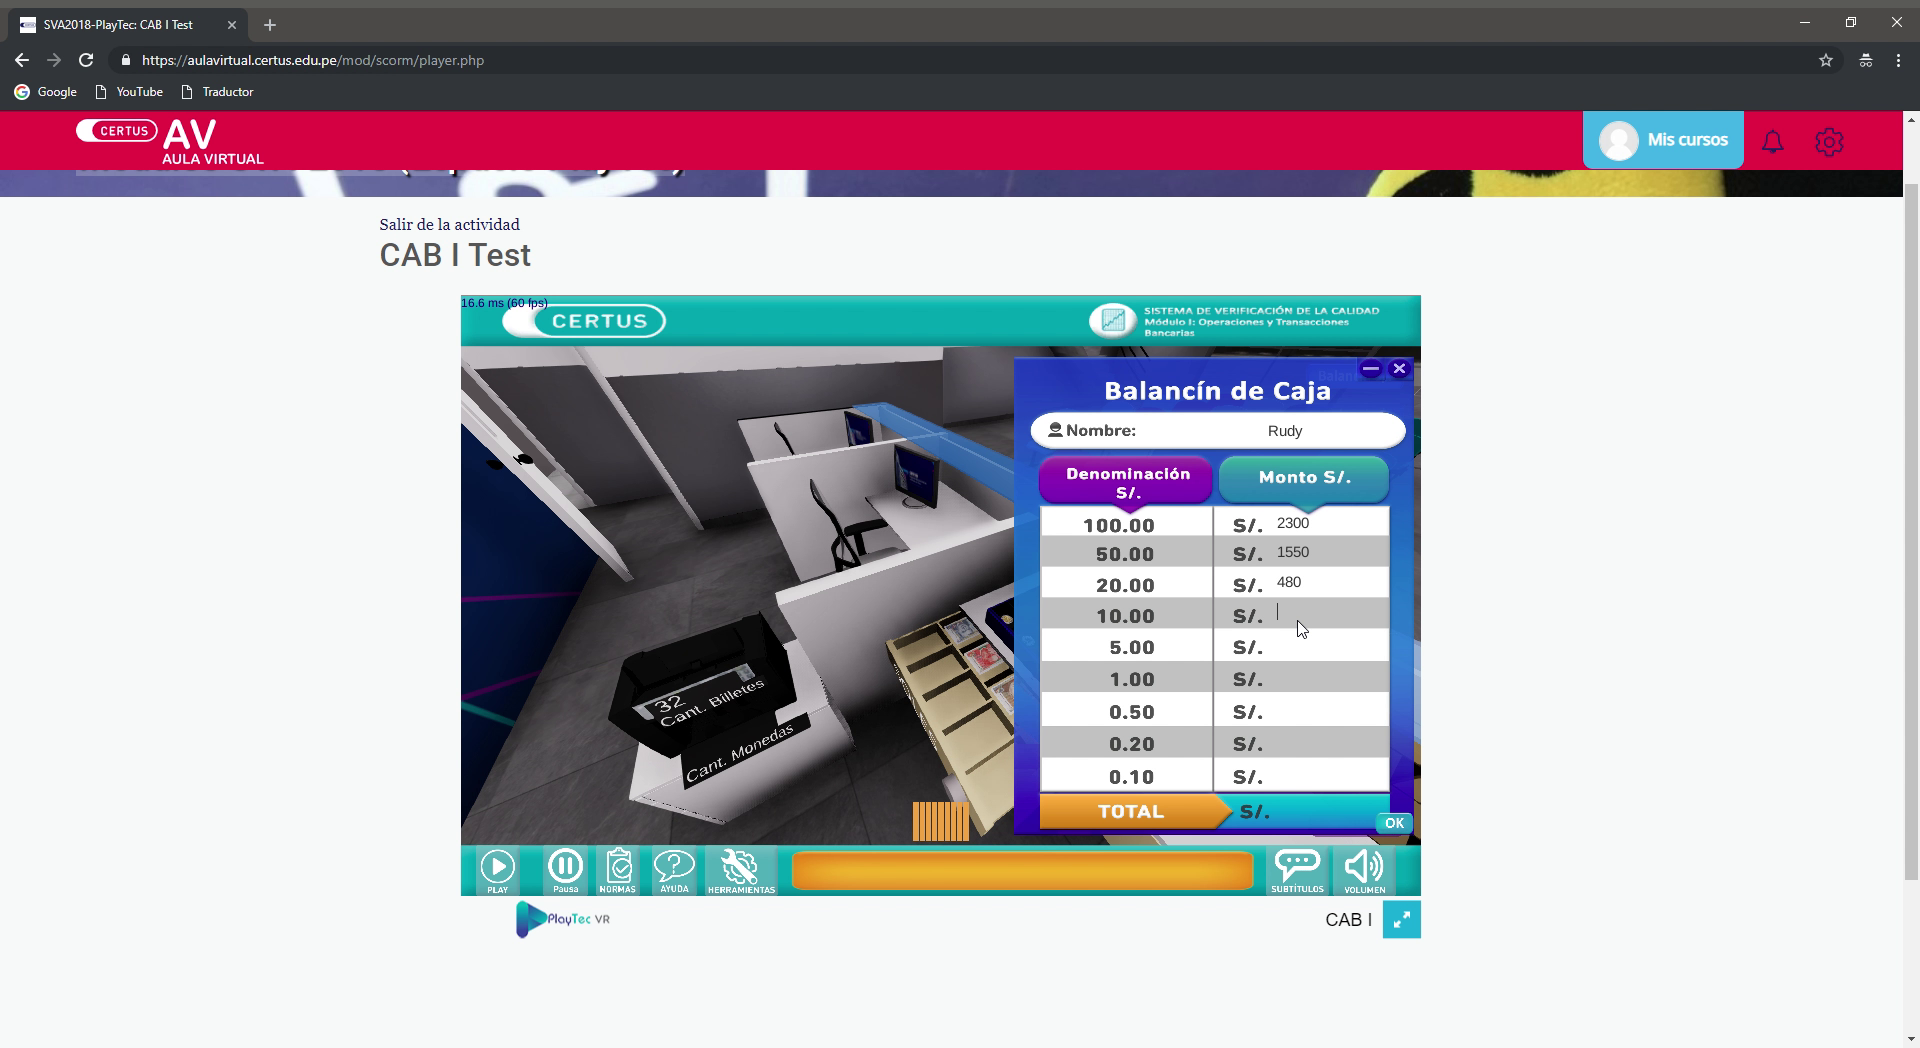 SVA2018-PlayTec: CAB I Test
https://aulavirtual.certus.edu.pe/mod/scorm/player.php
Google YouTube Traductor
CERTUS AV
AULA VIRTUAL
Mis cursos
Salir de la actividad
CAB I Test
16.6 ms (60 fps)
CERTUS
SISTEMA DE VERIFICACIÓN DE LA CALIDAD
Módulo I: Operaciones y Transacciones
Bancarias
Balancín de Caja
Nombre: Rudy
Denominación
S/.
Monto S/.
100.00 S/. 2300
50.00 S/. 1550
20.00 S/. 480
10.00 S/.
5.00 S/.
1.00 S/.
0.50 S/.
0.20 S/.
0.10 S/.
TOTAL S/.
OK
32
Cant. Billetes
Cant. Monedas
PLAY
Pausa
NORMAS
AYUDA
HERRAMIENTAS
SUBTÍTULOS
VOLUMEN
PlayTec VR
CAB I